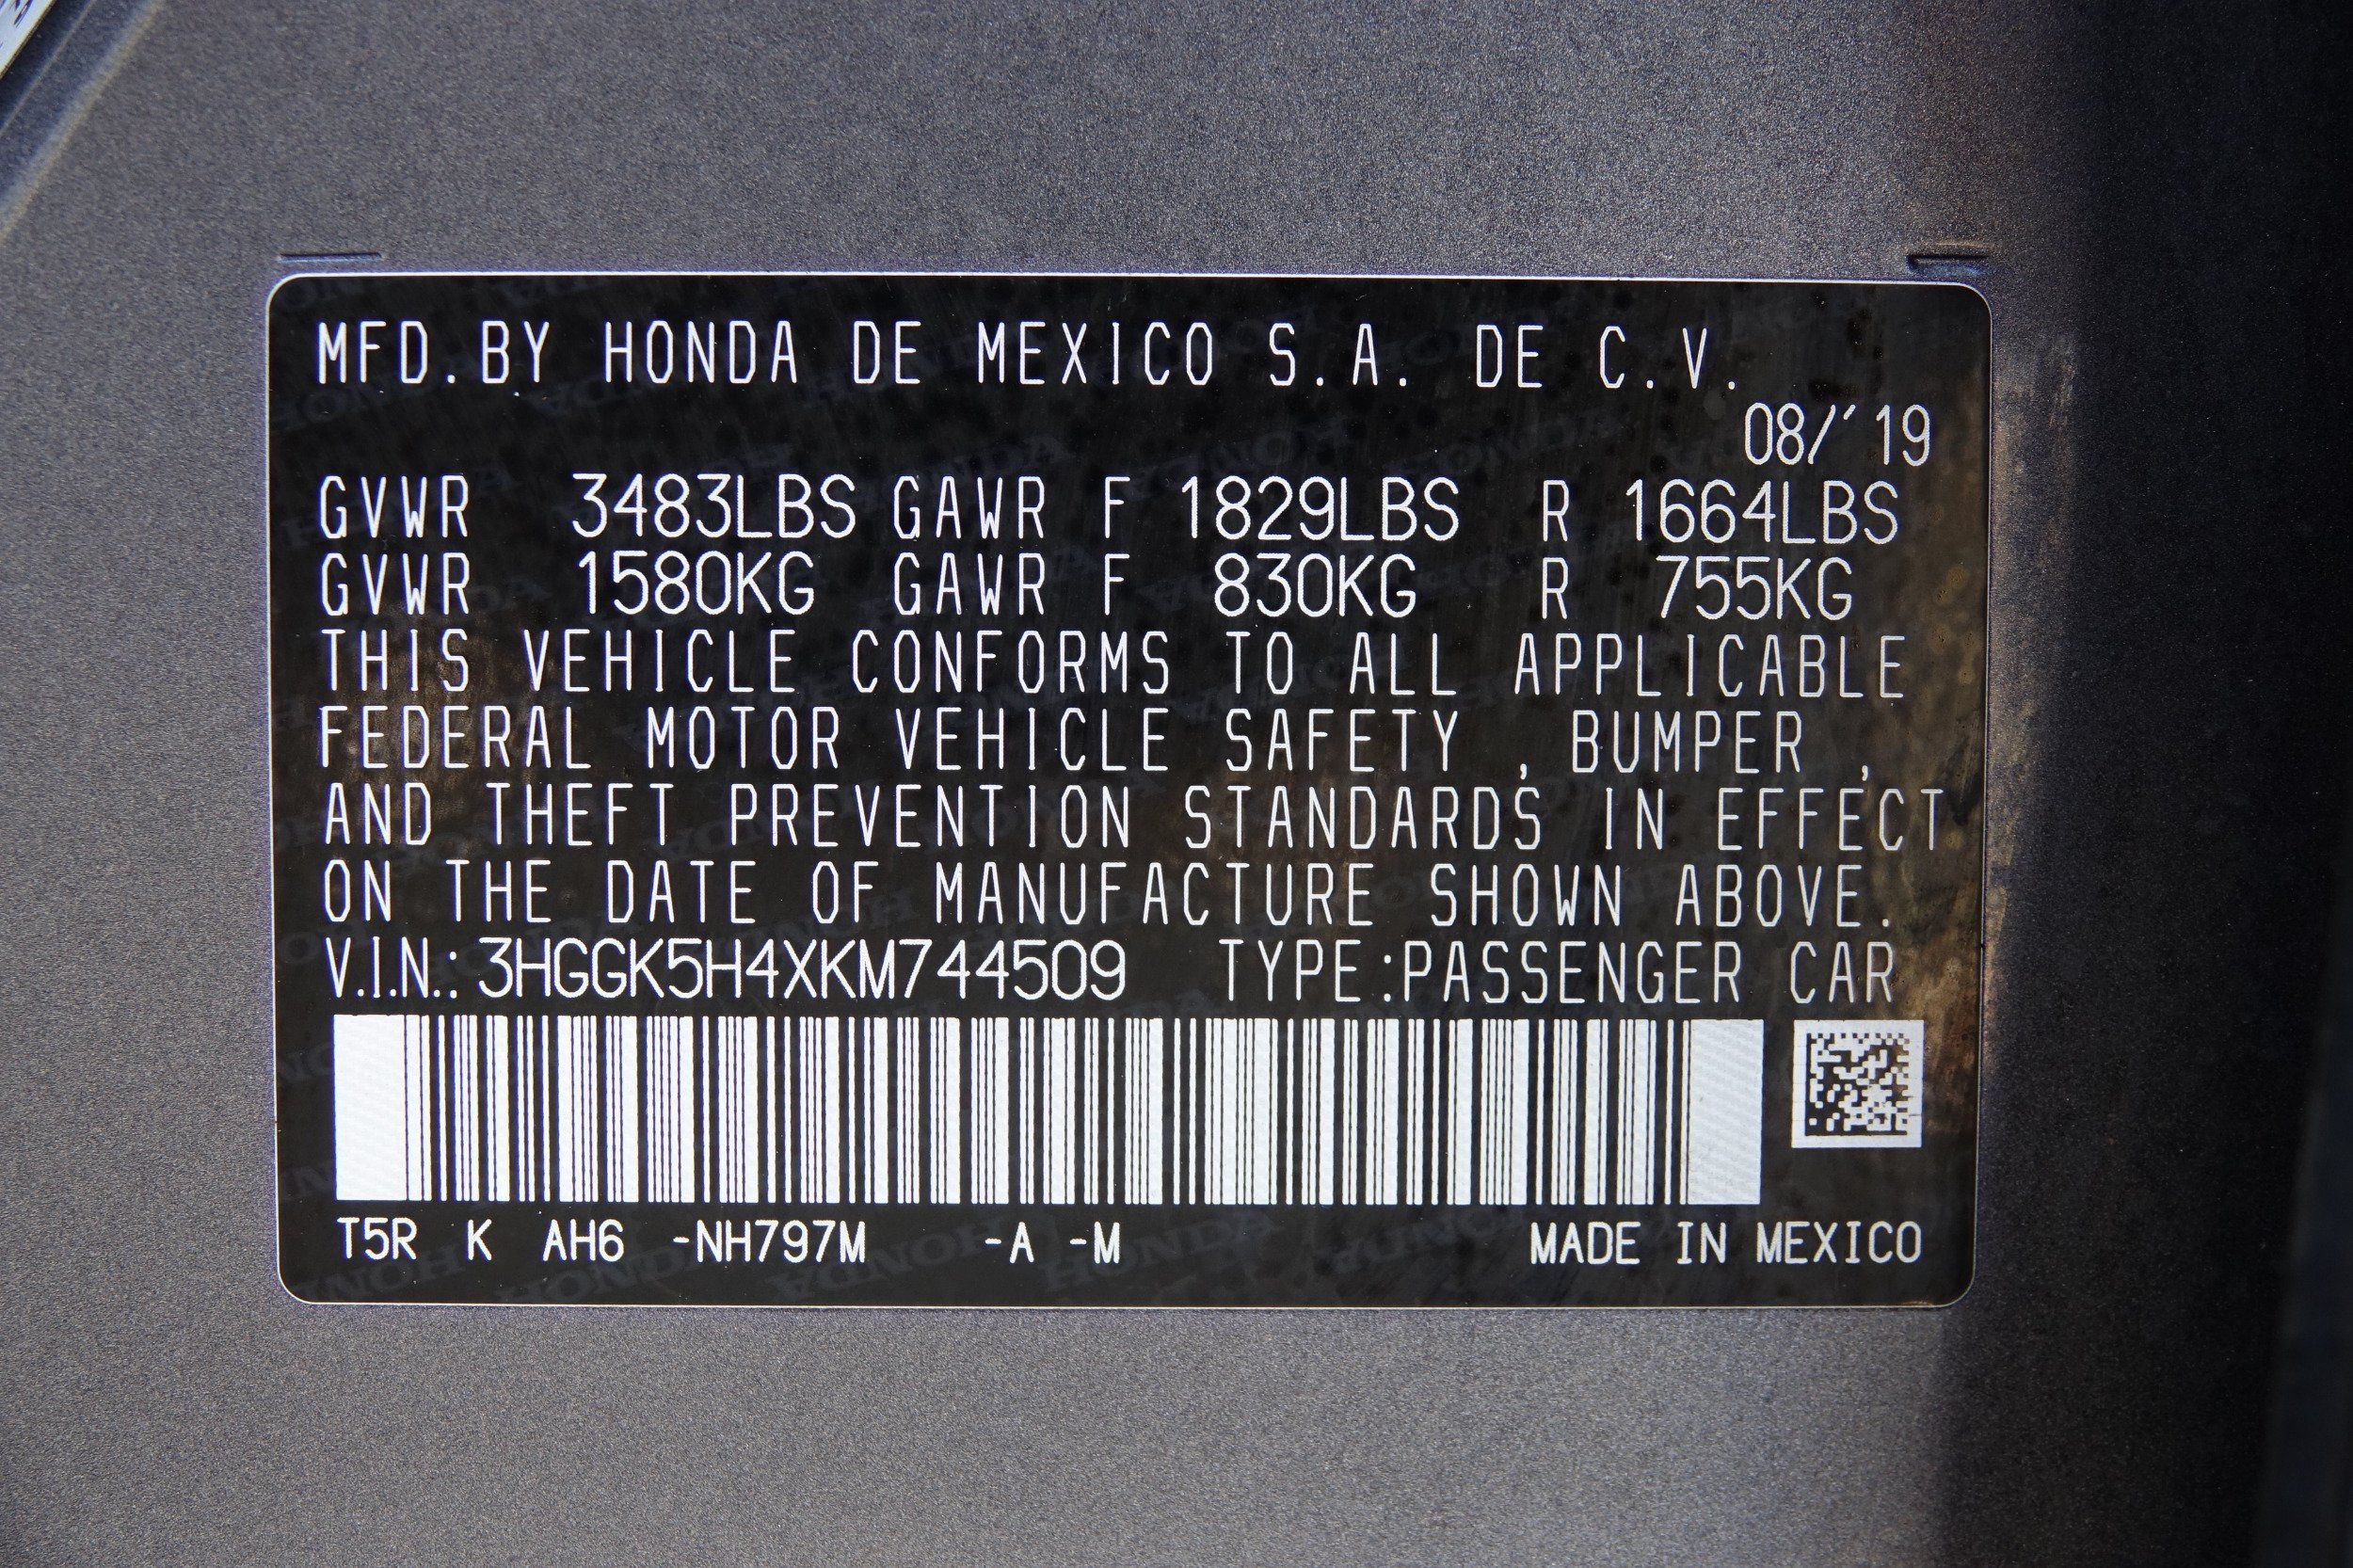 MFD.BY HONDA DE MEXICO S.A. DE C.V.
08/'19
GVWR 3483LBS GAWR F 1829LBS R 1664LBS
GVWR 1580KG GAWR F 830KG R 755KG
THIS VEHICLE CONFORMS TO ALL APPLICABLE
FEDERAL MOTOR VEHICLE SAFETY , BUMPER ,
AND THEFT PREVENTION STANDARDS IN EFFECT
ON THE DATE OF MANUFACTURE SHOWN ABOVE.
V.I.N.: 3HGGK5H4XKM744509 TYPE:PASSENGER CAR
T5R K AH6 -NH797M -A -M MADE IN MEXICO